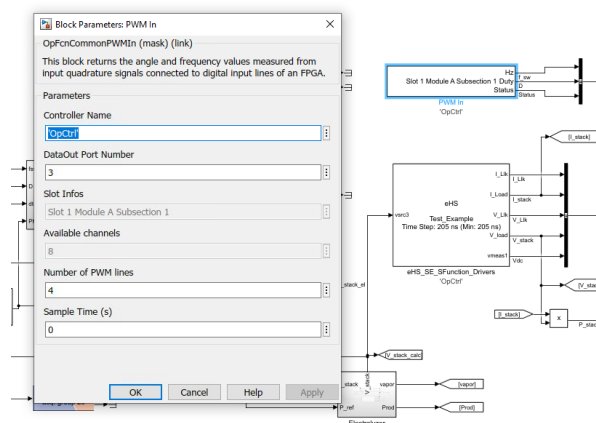 Block Parameters: PWM In
OpFcnCommonPWMIn (mask) (link)
This block returns the angle and frequency values measured from
input quadrature signals connected to digital input lines of an FPGA.
Parameters
Controller Name
'OpCtrl'
DataOut Port Number
3
Slot Infos
Slot 1 Module A Subsection 1
Available channels
8
Number of PWM lines
4
Sample Time (s)
0
OK
Cancel
Help
Apply
Hz
Slot 1 Module A Subsection 1 Duty
Status
f_sw
D
Status
PWM In
'OpCtrl'
[I_stack]
vsrc3
eHS
Test_Example
Time Step: 205 ns (Min: 205 ns)
I_Llk
I_Load
V_Llk
V_load
vmeas1
I_Llk
I_stack
V_Llk
V_stack
Vdc
eHS_SE_SFunction_Drivers
'OpCtrl'
[I_stack]
x
P_stac
[V_stack_calc]
V_stack
vapor
P_ref
Prod
[vapor]
[Prod]